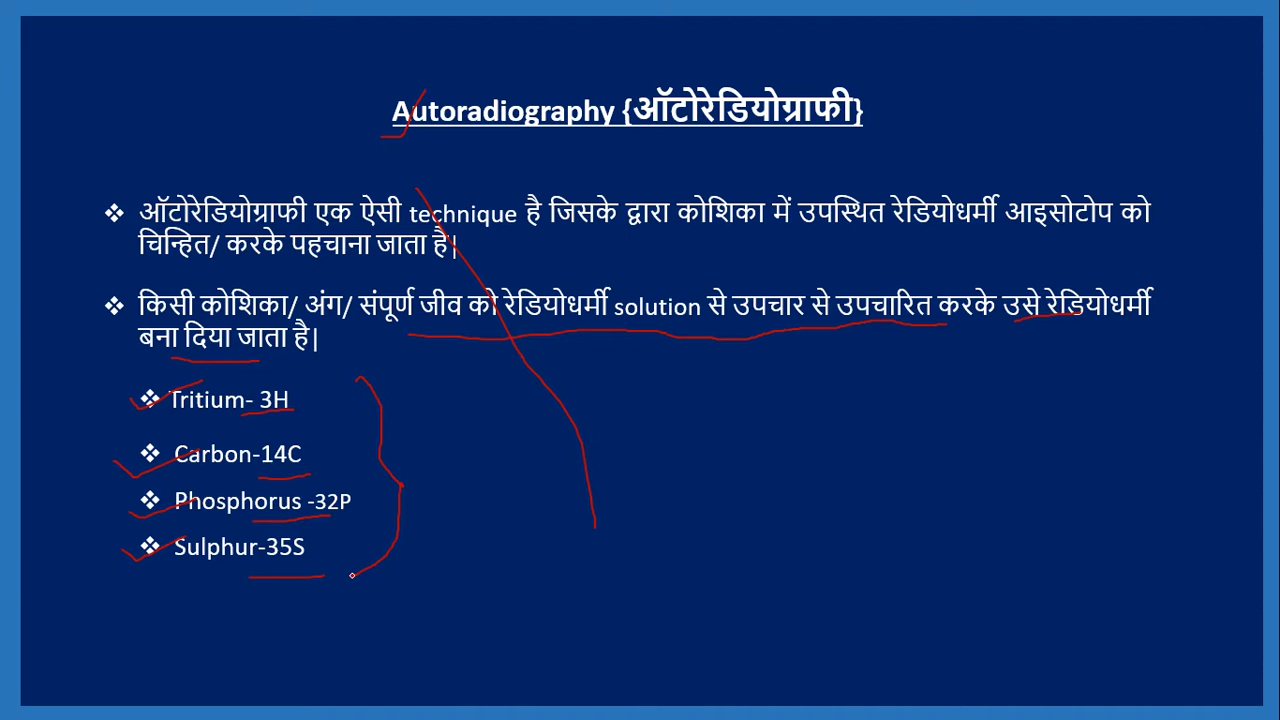 Autoradiography {ऑटोरेडियोग्राफी}
❖ ऑटोरेडियोग्राफी एक ऐसी technique है जिसके द्वारा कोशिका में उपस्थित रेडियोधर्मी आइसोटोप को
चिन्हित/ करके पहचाना जाता है|
❖ किसी कोशिका/ अंग/ संपूर्ण जीव को रेडियोधर्मी solution से उपचार से उपचारित करके उसे रेडियोधर्मी
बना दिया जाता है|
❖ Tritium- 3H
❖ Carbon-14C
❖ Phosphorus -32P
❖ Sulphur-35S